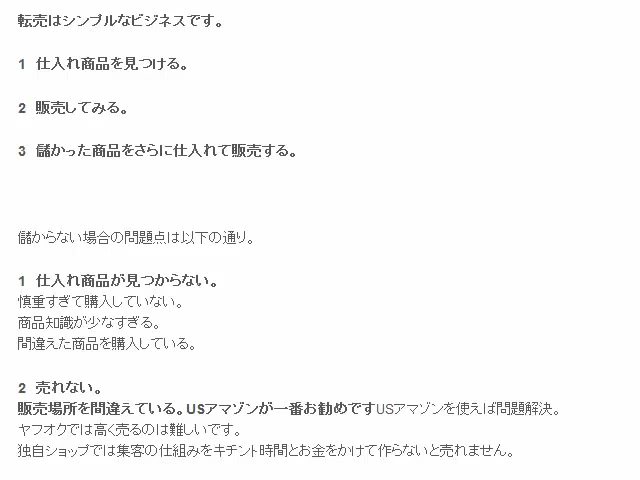 転売はシンプルなビジネスです。
1 仕入れ商品を見つける。
2 販売してみる。
3 儲かった商品をさらに仕入れて販売する。
儲からない場合の問題点は以下の通り。
1 仕入れ商品が見つからない。
慎重すぎて購入していない。
商品知識が少なすぎる。
間違えた商品を購入している。
2 売れない。
販売場所を間違えている。USアマゾンが一番お勧めですUSアマゾンを使えば問題解決。
ヤフオクでは高く売るのは難しいです。
独自ショップでは集客の仕組みをキチント時間とお金をかけて作らないと売れません。